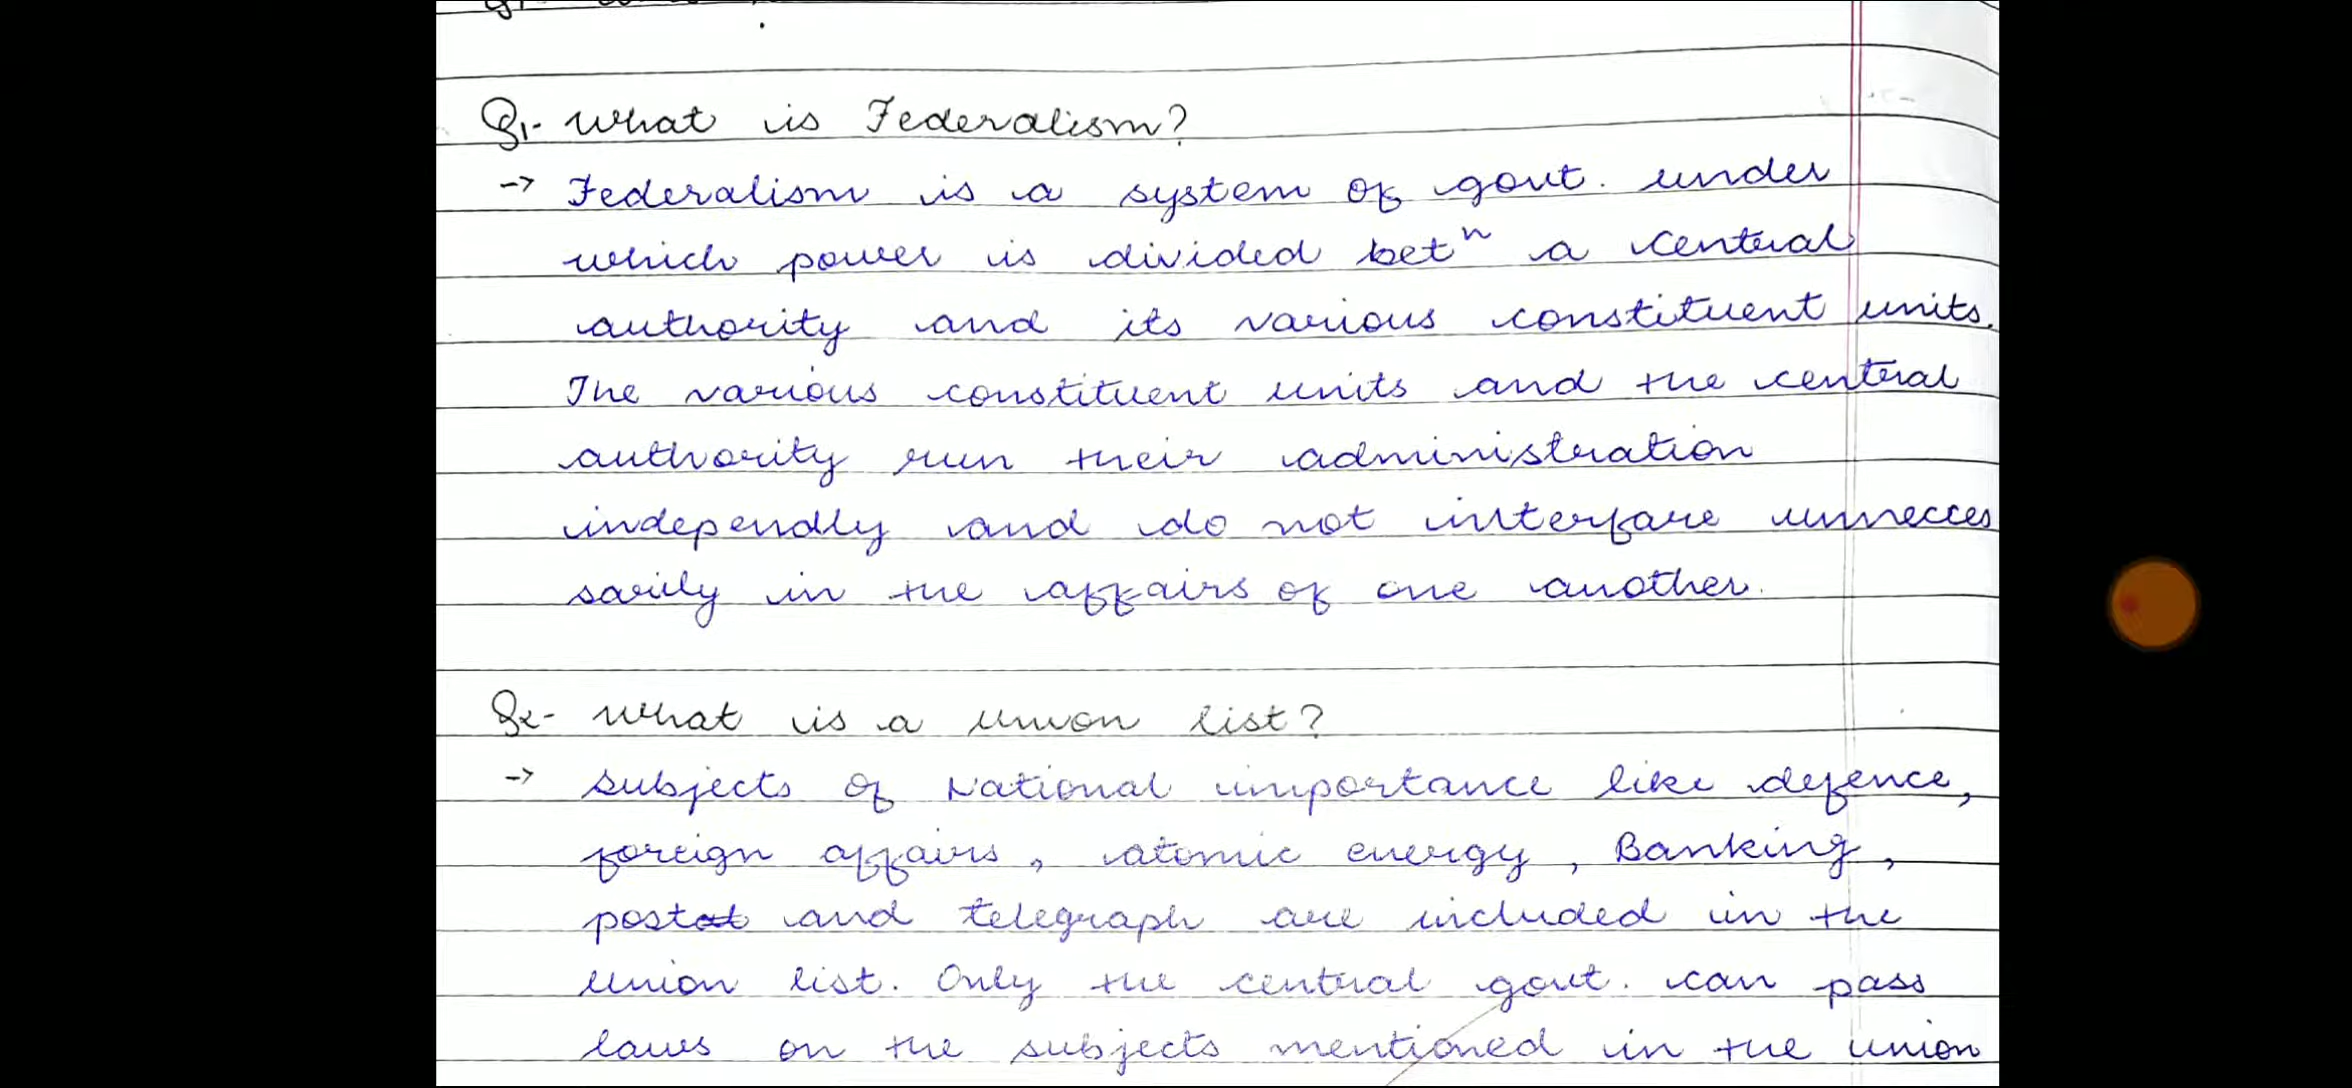 Q1- What is Federalism?
-> Federalism is a system of govt. under
which power is divided betn a central
authority and its various constituent units.
The various constituent units and the central
authority run their administration
independly and do not interfare unnecces
sarily in the affairs of one another.
Q2- What is a union list?
-> Subjects of National importance like defence,
foreign affairs, atomic energy, Banking,
post and telegraph are included in the
Union list. Only the central govt. can pass
laws on the subjects mentioned in the union